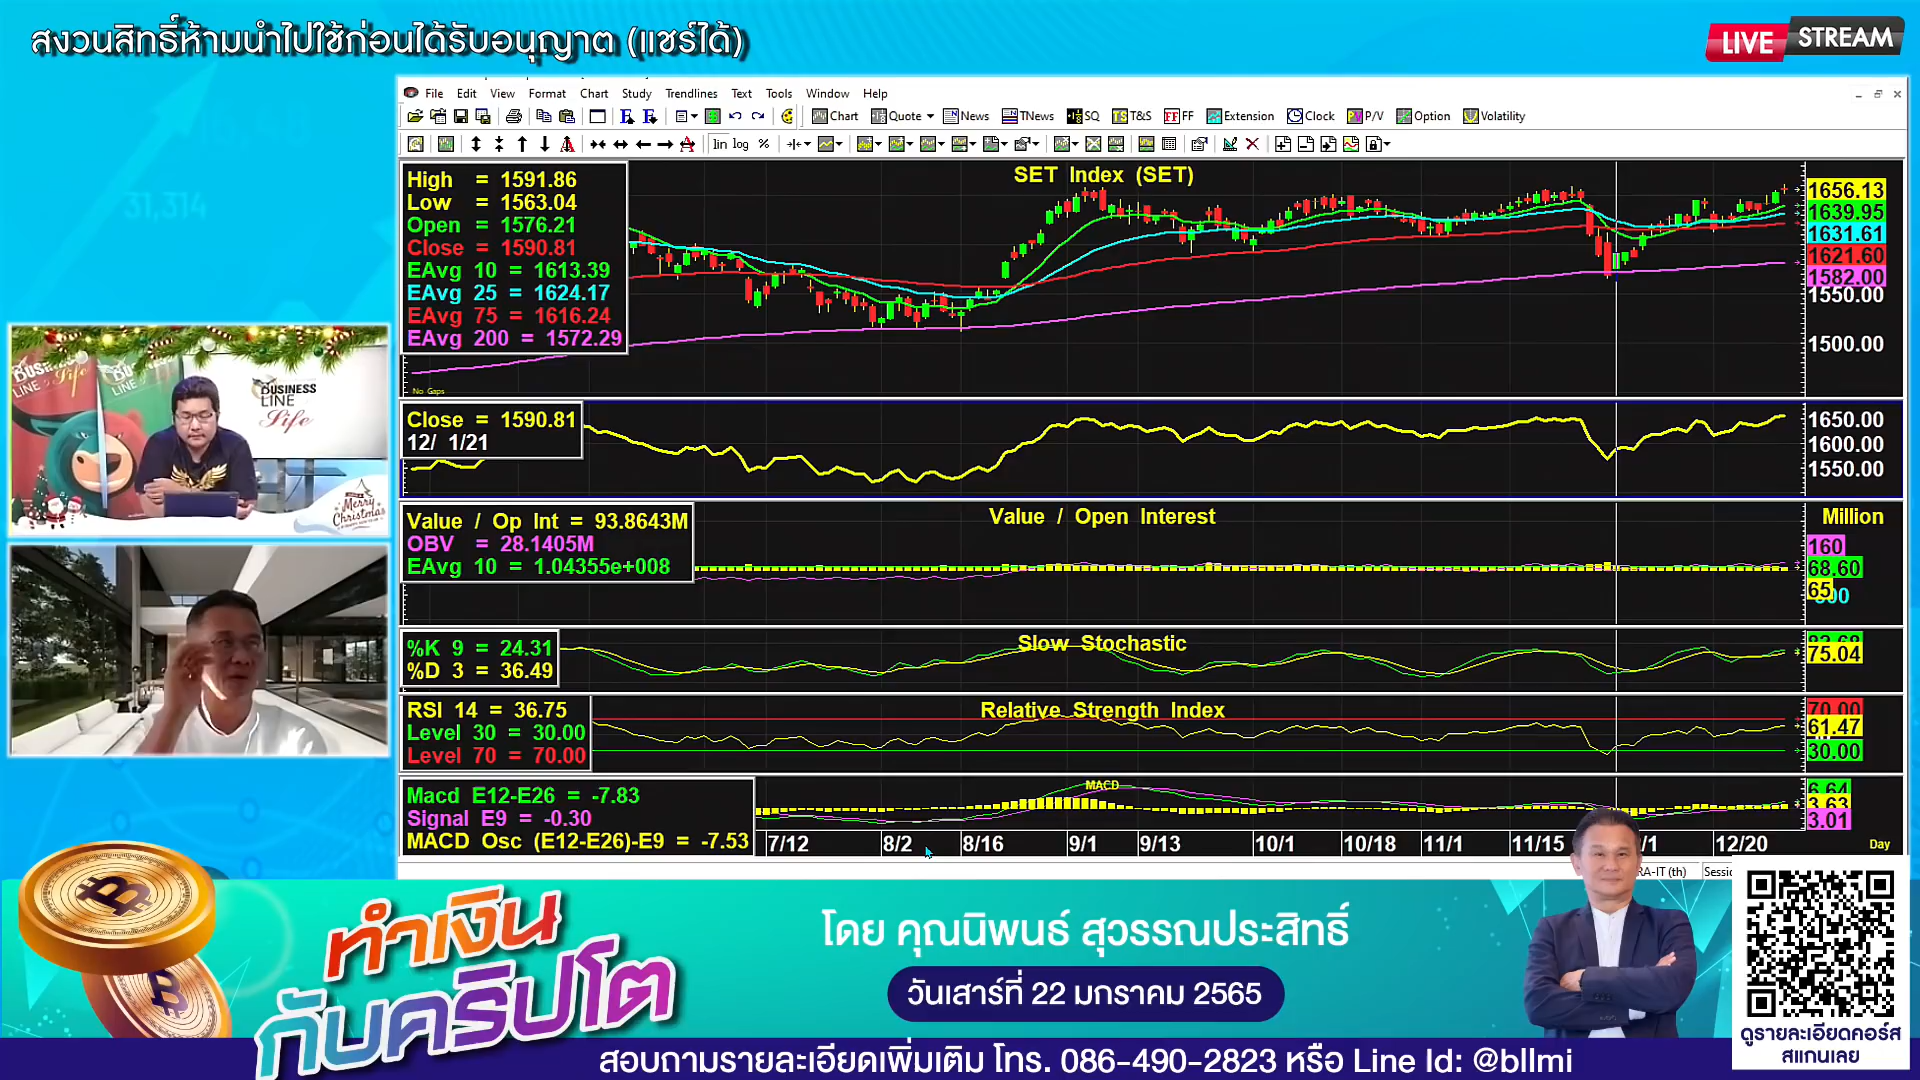 สงวนสิทธิ์ห้ามนำไปใช้ก่อนได้รับอนุญาต (แชร์ได้)
LIVE STREAM
File Edit View Format Chart Study Trendlines Text Tools Window Help
Chart Quote News TNews SQ T&S FF Extension Clock P/V Option Volatility
lin log %
SET Index (SET)
High = 1591.86
Low = 1563.04
Open = 1576.21
Close = 1590.81
EAvg 10 = 1613.39
EAvg 25 = 1624.17
EAvg 75 = 1616.24
EAvg 200 = 1572.29
No Gaps
1656.13
1639.95
1631.61
1621.60
1582.00
1550.00
1500.00
Close = 1590.81
12/ 1/21
1650.00
1600.00
1550.00
Value / Op Int = 93.8643M
OBV = 28.1405M
EAvg 10 = 1.04355e+008
Value / Open Interest
Million
160
68.60
65
%K 9 = 24.31
%D 3 = 36.49
Slow Stochastic
75.04
RSI 14 = 36.75
Level 30 = 30.00
Level 70 = 70.00
Relative Strength Index
70.00
61.47
30.00
Macd E12-E26 = -7.83
Signal E9 = -0.30
MACD Osc (E12-E26)-E9 = -7.53
MACD
6.64
3.63
3.01
7/12 8/2 8/16 9/1 9/13 10/1 10/18 11/1 11/15 /1 12/20 Day
RA-IT (th)
BUSINESS
LINE
Life
Merry
Christmas
ทำเงิน
กับคริปโต
โดย คุณนิพนธ์ สุวรรณประสิทธิ์
วันเสาร์ที่ 22 มกราคม 2565
ดูรายละเอียดคอร์ส
สแกนเลย
สอบถามรายละเอียดเพิ่มเติม โทร. 086-490-2823 หรือ Line Id: @bllmi